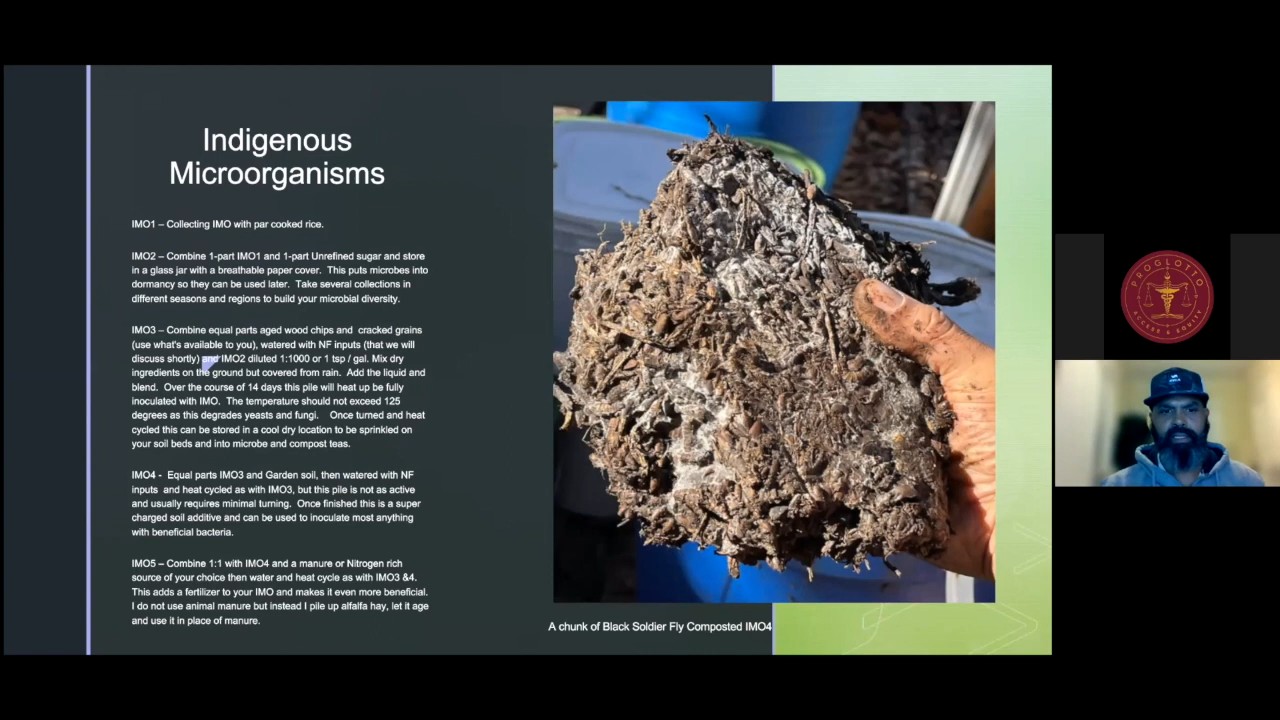 Indigenous
Microorganisms
IMO1 – Collecting IMO with par cooked rice.
IMO2 – Combine 1-part IMO1 and 1-part Unrefined sugar and store
in a glass jar with a breathable paper cover. This puts microbes into
dormancy so they can be used later. Take several collections in
different seasons and regions to build your microbial diversity.
IMO3 – Combine equal parts aged wood chips and cracked grains
(use what's available to you), watered with NF inputs (that we will
discuss shortly) and IMO2 diluted 1:1000 or 1 tsp / gal. Mix dry
ingredients on the ground but covered from rain. Add the liquid and
blend. Over the course of 14 days this pile will heat up be fully
inoculated with IMO. The temperature should not exceed 125
degrees as this degrades yeasts and fungi. Once turned and heat
cycled this can be stored in a cool dry location to be sprinkled on
your soil beds and into microbe and compost teas.
IMO4 - Equal parts IMO3 and Garden soil, then watered with NF
inputs and heat cycled as with IMO3, but this pile is not as active
and usually requires minimal turning. Once finished this is a super
charged soil additive and can be used to inoculate most anything
with beneficial bacteria.
IMO5 – Combine 1:1 with IMO4 and a manure or Nitrogen rich
source of your choice then water and heat cycle as with IMO3 &4.
This adds a fertilizer to your IMO and makes it even more beneficial.
I do not use animal manure but instead I pile up alfalfa hay, let it age
and use it in place of manure.
A chunk of Black Soldier Fly Composted IMO4
PROGLOTTO
ACCESS & EQUITY